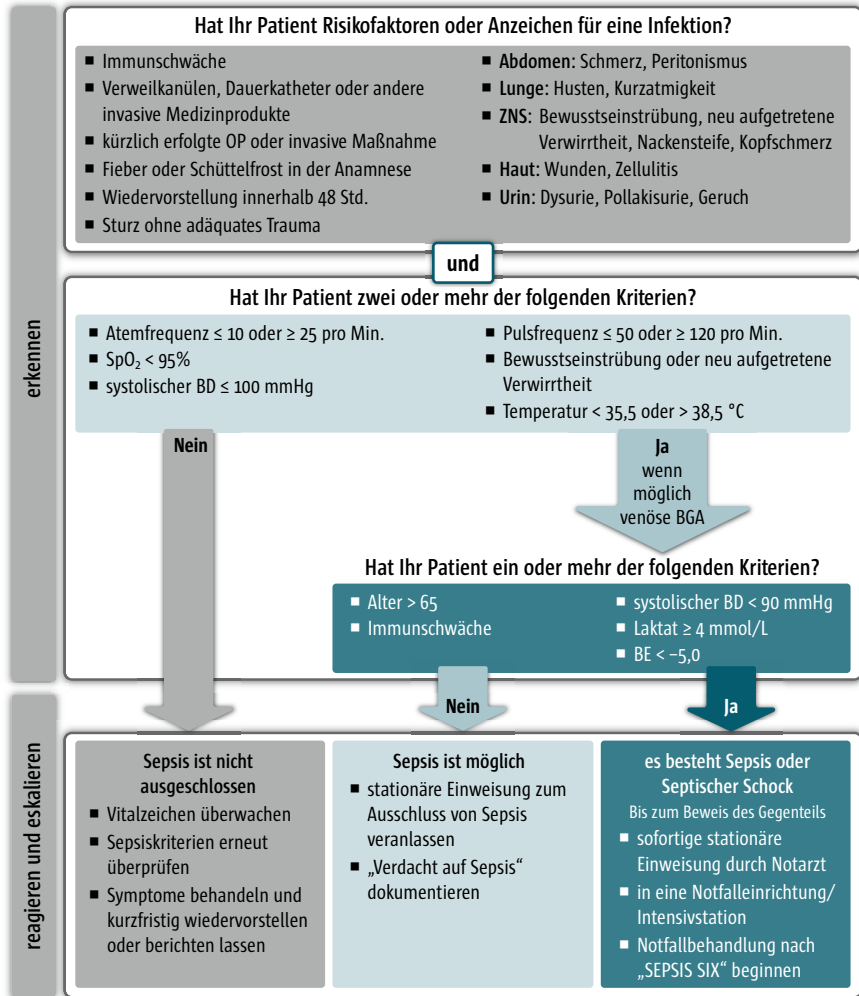 erkennen
Hat Ihr Patient Risikofaktoren oder Anzeichen für eine Infektion?
■ Immunschwäche
■ Verweilkanülen, Dauerkatheter oder andere
invasive Medizinprodukte
■ kürzlich erfolgte OP oder invasive Maßnahme
■ Fieber oder Schüttelfrost in der Anamnese
■ Wiedervorstellung innerhalb 48 Std.
■ Sturz ohne adäquates Trauma
■ Abdomen: Schmerz, Peritonismus
■ Lunge: Husten, Kurzatmigkeit
■ ZNS: Bewusstseinstrübung, neu aufgetretene
Verwirrtheit, Nackensteife, Kopfschmerz
■ Haut: Wunden, Zellulitis
■ Urin: Dysurie, Pollakisurie, Geruch
und
Hat Ihr Patient zwei oder mehr der folgenden Kriterien?
■ Atemfrequenz ≤ 10 oder ≥ 25 pro Min.
■ SpO₂ < 95%
■ systolischer BD ≤ 100 mmHg
■ Pulsfrequenz ≤ 50 oder ≥ 120 pro Min.
■ Bewusstseinstrübung oder neu aufgetretene
Verwirrtheit
■ Temperatur < 35,5 oder > 38,5 °C
Nein
Ja
wenn
möglich
venöse BGA
Hat Ihr Patient ein oder mehr der folgenden Kriterien?
■ Alter > 65
■ Immunschwäche
■ systolischer BD < 90 mmHg
■ Laktat ≥ 4 mmol/L
■ BE < −5,0
Nein
Ja
reagieren und eskalieren
Sepsis ist nicht
ausgeschlossen
■ Vitalzeichen überwachen
■ Sepsiskriterien erneut
überprüfen
■ Symptome behandeln und
kurzfristig wiedervorstellen
oder berichten lassen
Sepsis ist möglich
■ stationäre Einweisung zum
Ausschluss von Sepsis
veranlassen
■ „Verdacht auf Sepsis“
dokumentieren
es besteht Sepsis oder
Septischer Schock
Bis zum Beweis des Gegenteils
■ sofortige stationäre
Einweisung durch Notarzt
■ in eine Notfalleinrichtung/
Intensivstation
■ Notfallbehandlung nach
„SEPSIS SIX“ beginnen